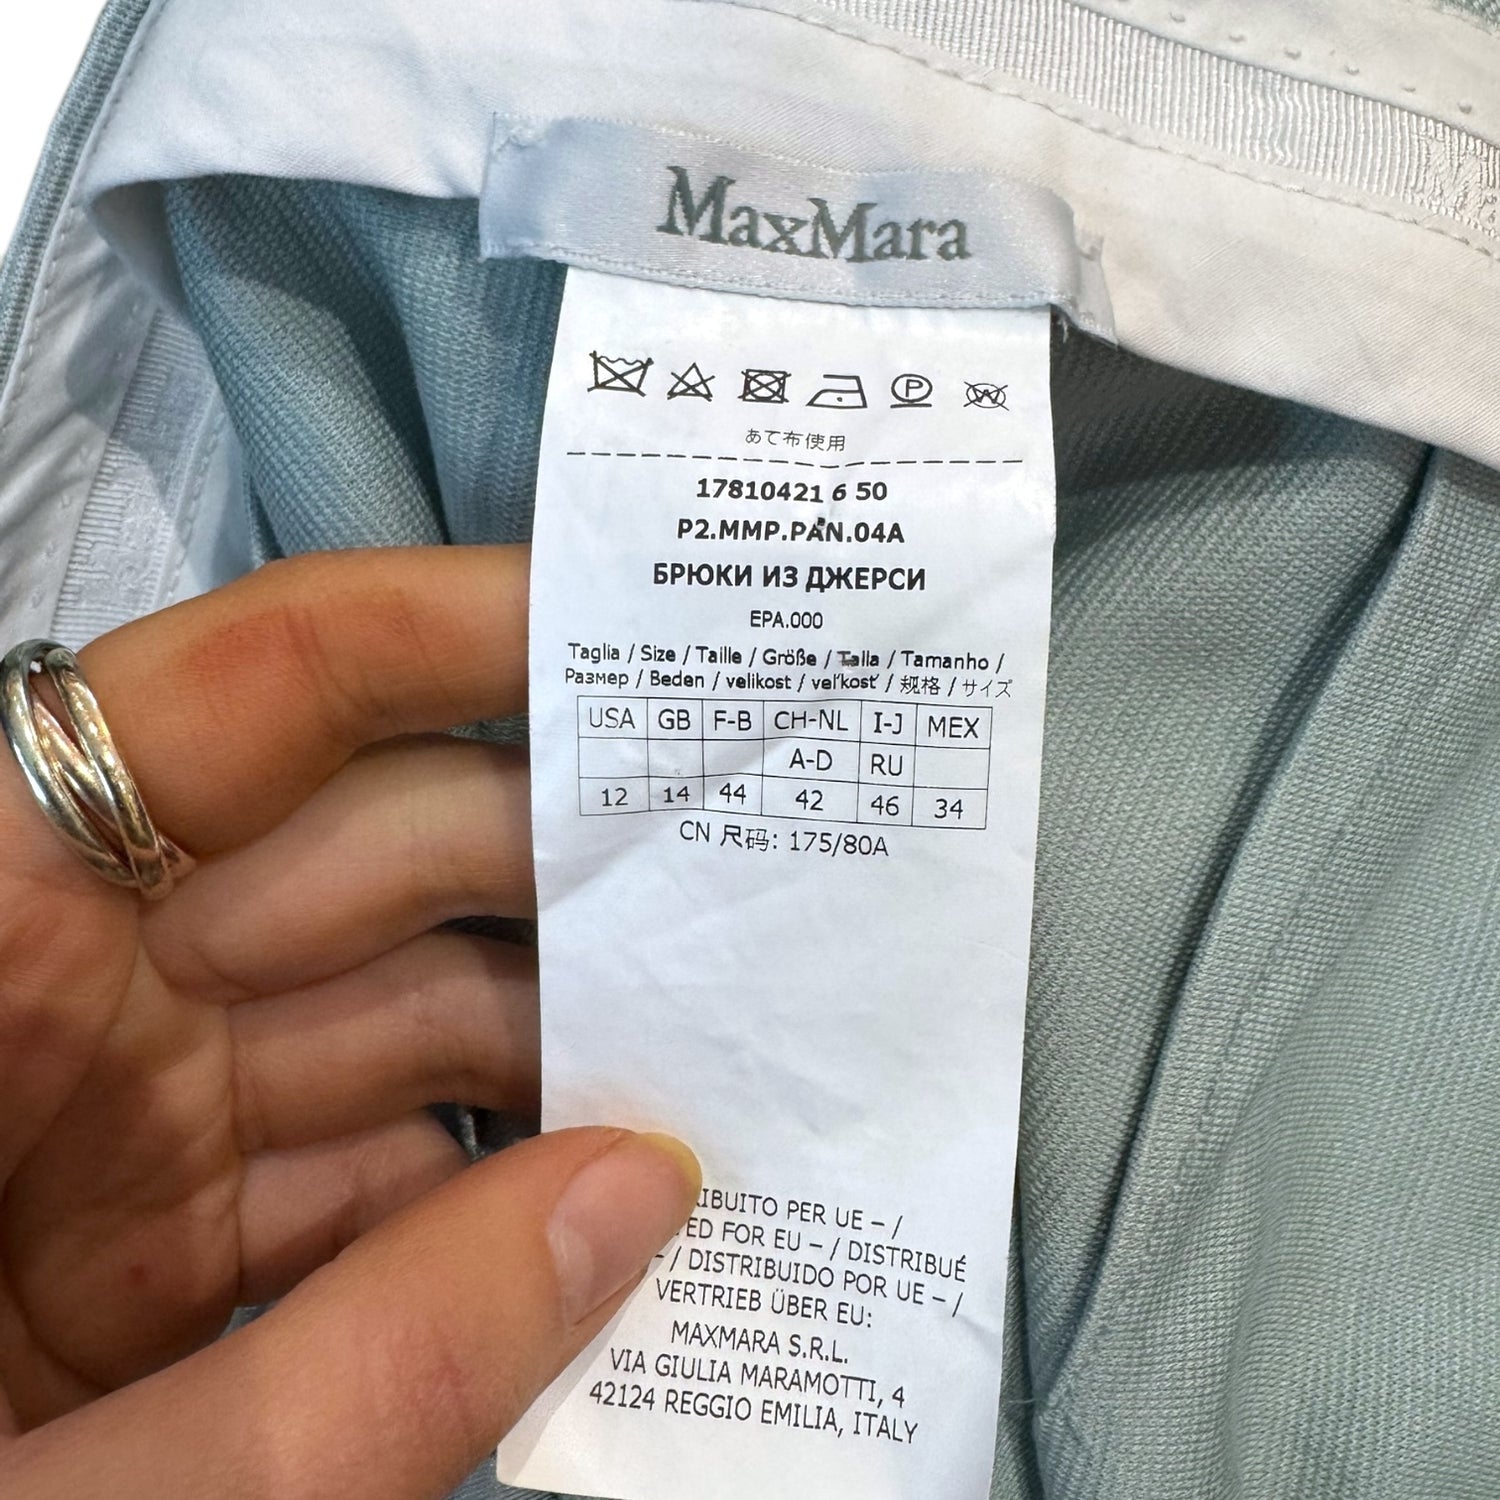 MaxMara
P
W
あて布使用
17810421 6 50
P2.MMP.PAN.04A
БРЮКИ ИЗ ДЖЕРСИ
EPA.000
Taglia / Size / Taille / Größe / Talla / Tamanho /
Размер / Beden / velikost / veľkosť / 规格 / サイズ
USA GB F-B CH-NL I-J MEX
A-D RU
12 14 44 42 46 34
CN 尺码: 175/80A
PER UE – /
FOR EU – / DISTRIBUÉ
– / DISTRIBUIDO POR UE – /
VERTRIEB ÜBER EU:
MAXMARA S.R.L.
VIA GIULIA MARAMOTTI, 4
42124 REGGIO EMILIA, ITALY